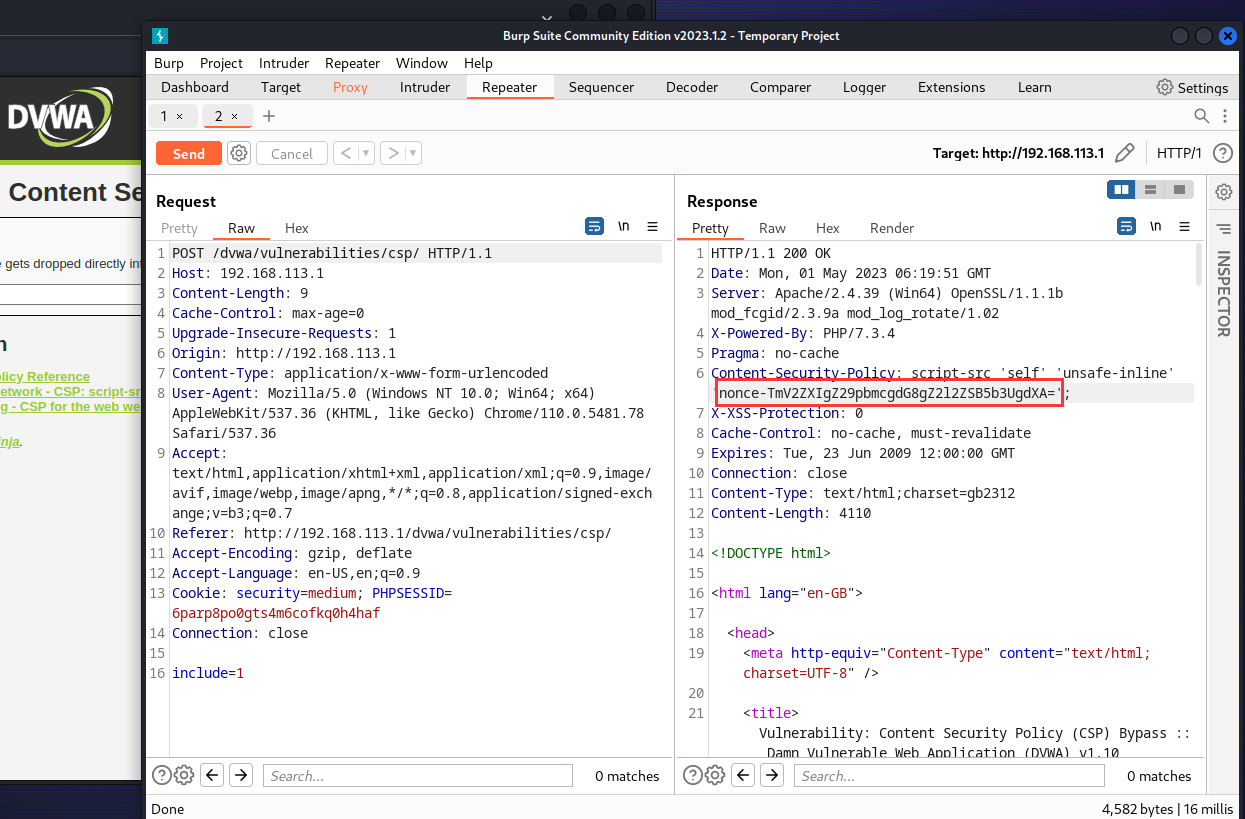 Burp Suite Community Edition v2023.1.2 - Temporary Project
Burp Project Intruder Repeater Window Help
Dashboard Target Proxy Intruder Repeater Sequencer Decoder Comparer Logger Extensions Learn Settings
1 × 2 × +
Send Cancel < > Target: http://192.168.113.1 HTTP/1 ?
DVWA
Content Se
gets dropped directly int
n
olicy Reference
etwork - CSP: script-sr
g - CSP for the web we
inja.
Request
Pretty Raw Hex \n
1 POST /dvwa/vulnerabilities/csp/ HTTP/1.1
2 Host: 192.168.113.1
3 Content-Length: 9
4 Cache-Control: max-age=0
5 Upgrade-Insecure-Requests: 1
6 Origin: http://192.168.113.1
7 Content-Type: application/x-www-form-urlencoded
8 User-Agent: Mozilla/5.0 (Windows NT 10.0; Win64; x64)
AppleWebKit/537.36 (KHTML, like Gecko) Chrome/110.0.5481.78
Safari/537.36
9 Accept:
text/html,application/xhtml+xml,application/xml;q=0.9,image/
avif,image/webp,image/apng,*/*;q=0.8,application/signed-exch
ange;v=b3;q=0.7
10 Referer: http://192.168.113.1/dvwa/vulnerabilities/csp/
11 Accept-Encoding: gzip, deflate
12 Accept-Language: en-US,en;q=0.9
13 Cookie: security=medium; PHPSESSID=
6parp8po0gts4m6cofkq0h4haf
14 Connection: close
15
16 include=1
? Search... 0 matches
Response
Pretty Raw Hex Render \n
1 HTTP/1.1 200 OK
2 Date: Mon, 01 May 2023 06:19:51 GMT
3 Server: Apache/2.4.39 (Win64) OpenSSL/1.1.1b
mod_fcgid/2.3.9a mod_log_rotate/1.02
4 X-Powered-By: PHP/7.3.4
5 Pragma: no-cache
6 Content-Security-Policy: script-src 'self' 'unsafe-inline'
'nonce-TmV2ZXIgZ29pbmcgdG8gZ2l2ZSB5b3UgdXA=';
7 X-XSS-Protection: 0
8 Cache-Control: no-cache, must-revalidate
9 Expires: Tue, 23 Jun 2009 12:00:00 GMT
10 Connection: close
11 Content-Type: text/html;charset=gb2312
12 Content-Length: 4110
13
14 <!DOCTYPE html>
15
16 <html lang="en-GB">
17
18 <head>
19 <meta http-equiv="Content-Type" content="text/html;
charset=UTF-8" />
20
21 <title>
Vulnerability: Content Security Policy (CSP) Bypass ::
Damn Vulnerable Web Application (DVWA) v1.10
? Search... 0 matches
INSPECTOR
Done
4,582 bytes | 16 millis